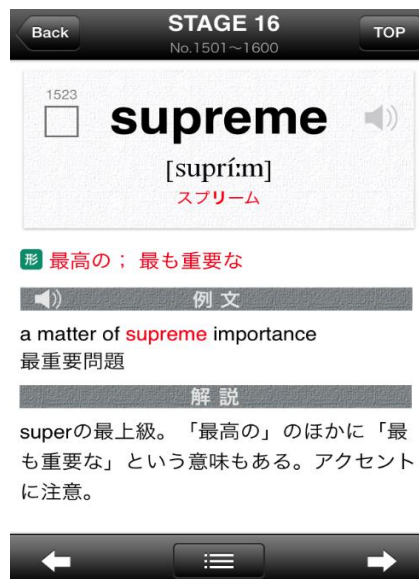 Back
STAGE 16
TOP
No.1501～1600
1523
supreme
[suprí:m]
スプリーム
形 最高の； 最も重要な
例 文
a matter of supreme importance
最重要問題
解 説
superの最上級。「最高の」のほかに「最
も重要な」という意味もある。アクセント
に注意。